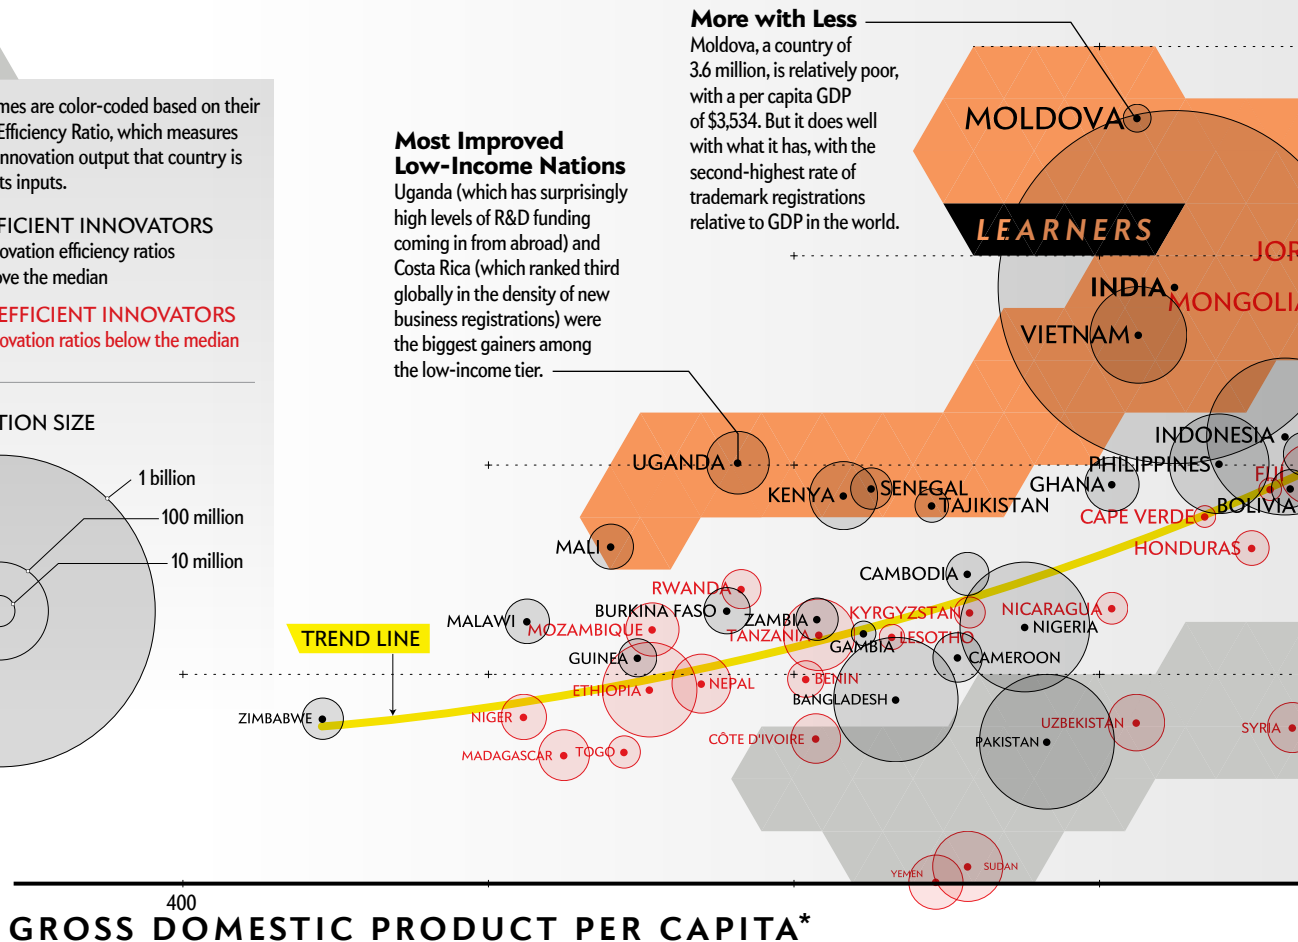 More with Less
Moldova, a country of
3.6 million, is relatively poor,
with a per capita GDP
of $3,534. But it does well
with what it has, with the
second-highest rate of
trademark registrations
relative to GDP in the world.
mes are color-coded based on their
Efficiency Ratio, which measures
nnovation output that country is
ts inputs.
FICIENT INNOVATORS
ovation efficiency ratios
ove the median
EFFICIENT INNOVATORS
ovation ratios below the median
TION SIZE
1 billion
100 million
10 million
Most Improved
Low-Income Nations
Uganda (which has surprisingly
high levels of R&D funding
coming in from abroad) and
Costa Rica (which ranked third
globally in the density of new
business registrations) were
the biggest gainers among
the low-income tier.
MOLDOVA
LEARNERS
JOR
INDIA
MONGOLIA
VIETNAM
INDONESIA
UGANDA
PHILIPPINES
FIJI
KENYA
SENEGAL
GHANA
TAJIKISTAN
BOLIVIA
CAPE VERDE
MALI
HONDURAS
CAMBODIA
RWANDA
BURKINA FASO
MALAWI
MOZAMBIQUE
ZAMBIA
TANZANIA
KYRGYZSTAN
NICARAGUA
NIGERIA
GAMBIA
LESOTHO
TREND LINE
GUINEA
CAMEROON
ETHIOPIA
NEPAL
BENIN
BANGLADESH
ZIMBABWE
NIGER
UZBEKISTAN
SYRIA
CÔTE D'IVOIRE
PAKISTAN
MADAGASCAR
TOGO
YEMEN
SUDAN
400
GROSS DOMESTIC PRODUCT PER CAPITA*